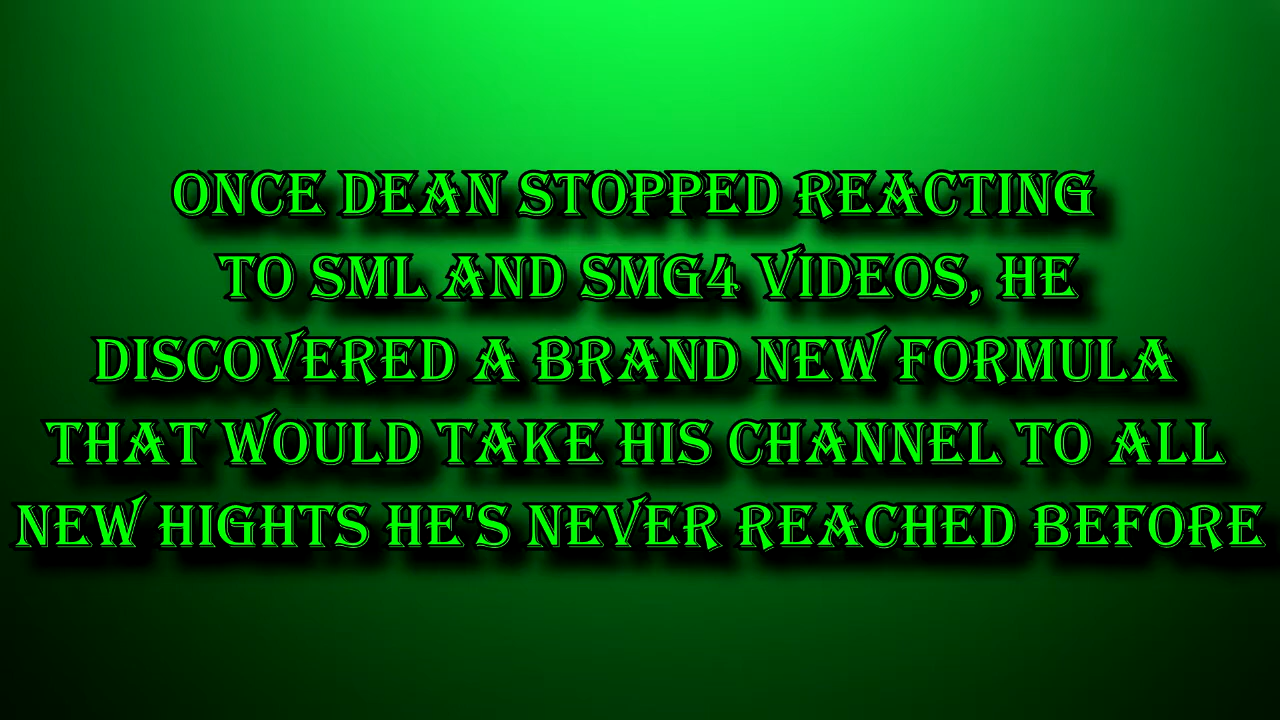 ONCE DEAN STOPPED REACTING
TO SML AND SMG4 VIDEOS, HE
DISCOVERED A BRAND NEW FORMULA
THAT WOULD TAKE HIS CHANNEL TO ALL
NEW HIGHTS HE'S NEVER REACHED BEFORE